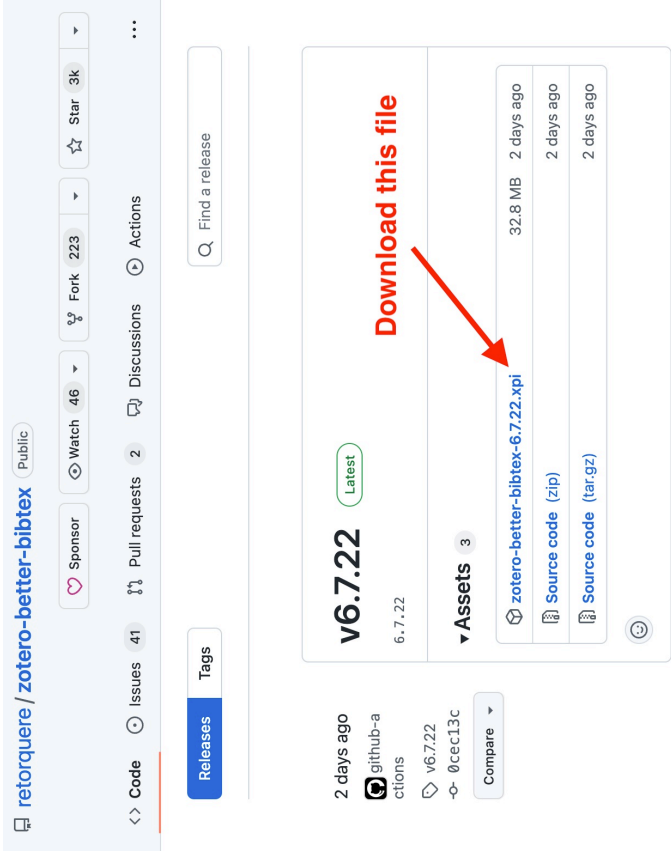 retorquere / zotero-better-bibtex Public
Sponsor Watch 46 Fork 223 Star 3k
<> Code Issues 41 Pull requests 2 Discussions Actions ...
Releases Tags
Find a release
2 days ago
github-a
ctions
v6.7.22
0cec13c
Compare
v6.7.22 Latest
6.7.22
Download this file
Assets 3
zotero-better-bibtex-6.7.22.xpi 32.8 MB 2 days ago
Source code (zip) 2 days ago
Source code (tar.gz) 2 days ago